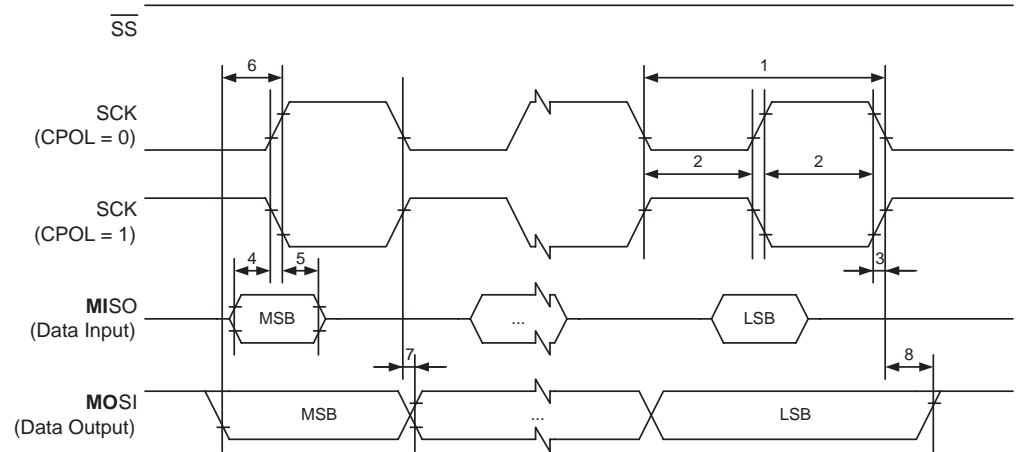 SS
6
1
SCK
(CPOL = 0)
2
2
SCK
(CPOL = 1)
4
5
3
MISO
(Data Input)
MSB
...
LSB
7
8
MOSI
(Data Output)
MSB
...
LSB